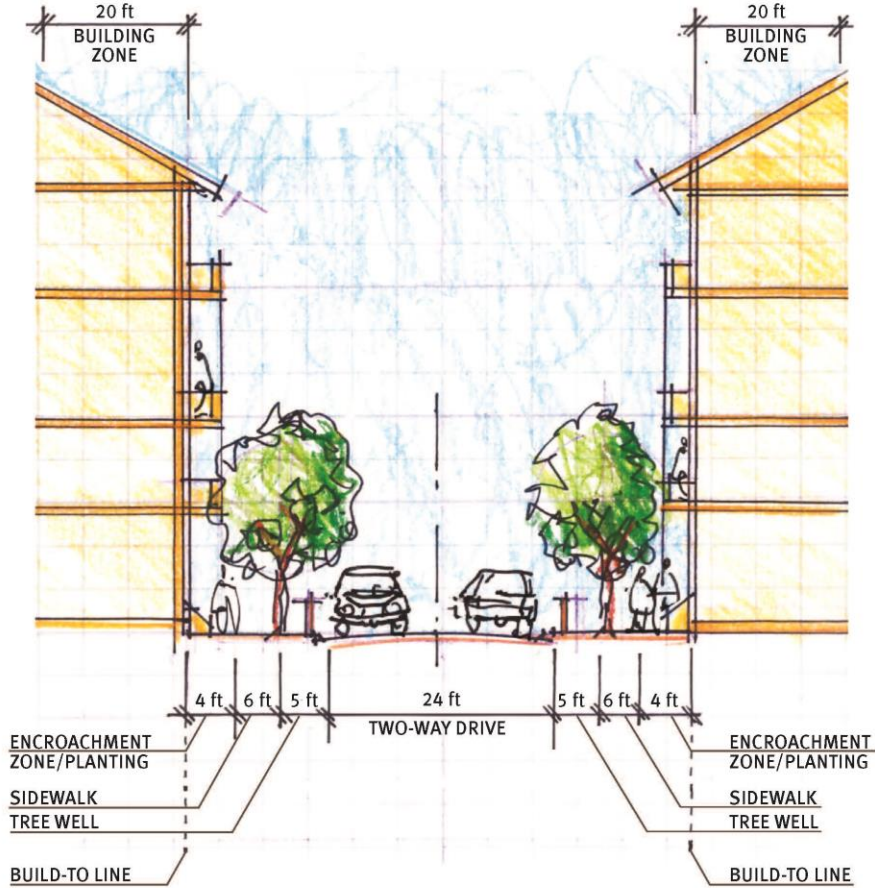 20 ft
BUILDING
ZONE
20 ft
BUILDING
ZONE
4 ft
6 ft
5 ft
24 ft
5 ft
6 ft
4 ft
TWO-WAY DRIVE
ENCROACHMENT
ZONE/PLANTING
SIDEWALK
TREE WELL
BUILD-TO LINE
ENCROACHMENT
ZONE/PLANTING
SIDEWALK
TREE WELL
BUILD-TO LINE